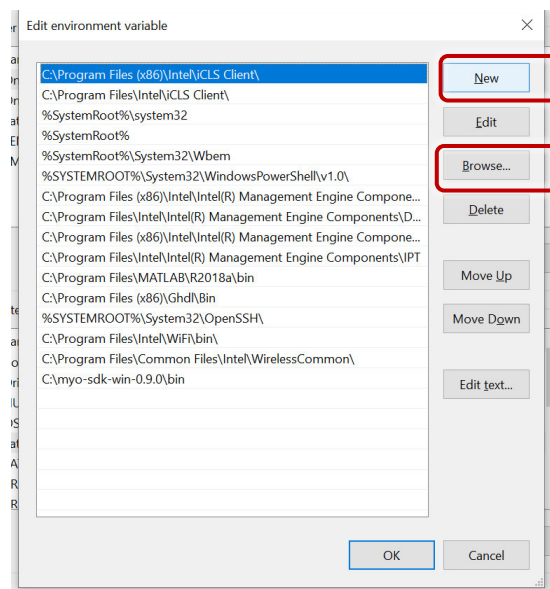 Edit environment variable
C:\Program Files (x86)\Intel\iCLS Client\
C:\Program Files\Intel\iCLS Client\
%SystemRoot%\system32
%SystemRoot%
%SystemRoot%\System32\Wbem
%SYSTEMROOT%\System32\WindowsPowerShell\v1.0\
C:\Program Files (x86)\Intel\Intel(R) Management Engine Compone...
C:\Program Files\Intel\Intel(R) Management Engine Components\D...
C:\Program Files (x86)\Intel\Intel(R) Management Engine Compone...
C:\Program Files\Intel\Intel(R) Management Engine Components\IPT
C:\Program Files\MATLAB\R2018a\bin
C:\Program Files (x86)\Ghdl\Bin
%SYSTEMROOT%\System32\OpenSSH\
C:\Program Files\Intel\WiFi\bin\
C:\Program Files\Common Files\Intel\WirelessCommon\
C:\myo-sdk-win-0.9.0\bin
New
Edit
Browse...
Delete
Move Up
Move Down
Edit text...
OK
Cancel